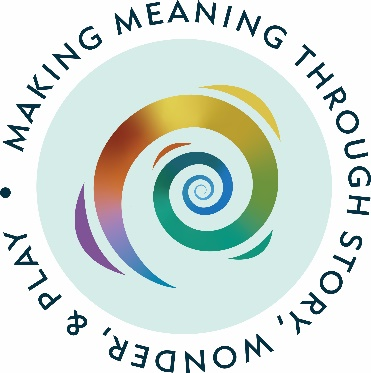 • MAKING MEANING THROUGH STORY, WONDER, & PLAY